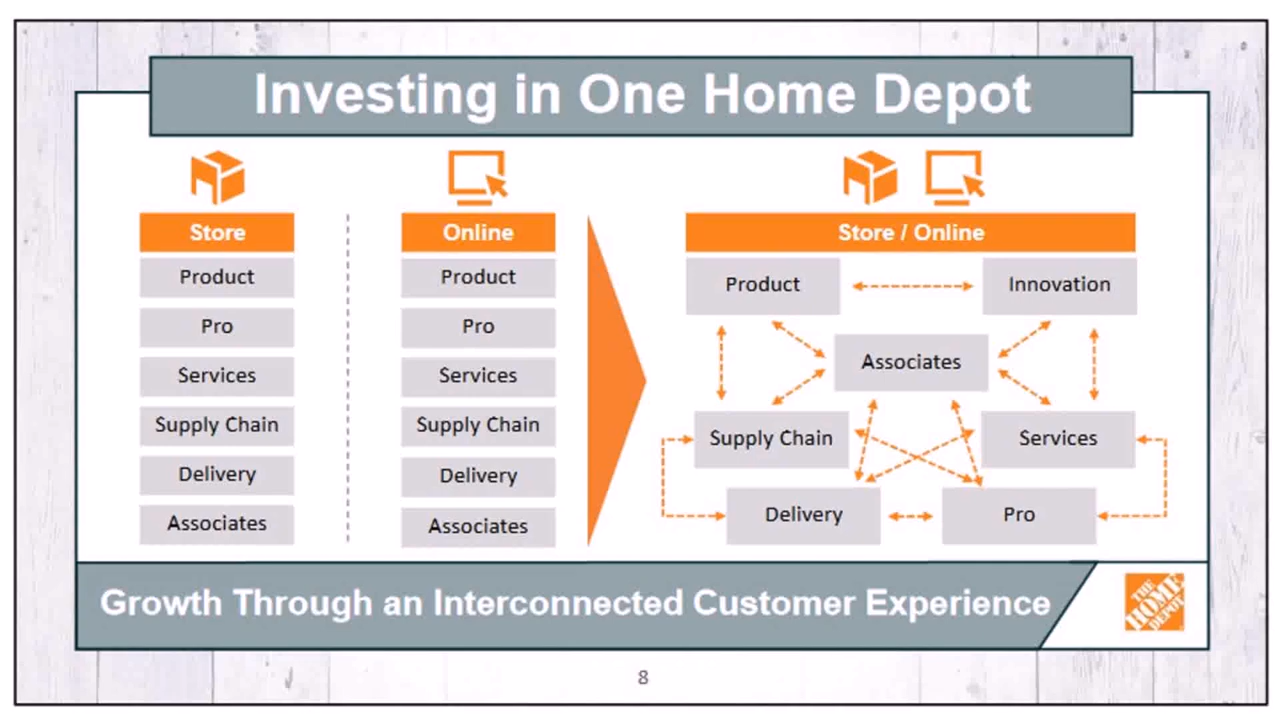 Investing in One Home Depot
Store
Product
Pro
Services
Supply Chain
Delivery
Associates
Online
Product
Pro
Services
Supply Chain
Delivery
Associates
Store / Online
Product
Innovation
Associates
Supply Chain
Services
Delivery
Pro
Growth Through an Interconnected Customer Experience
THE
HOME
DEPOT
8